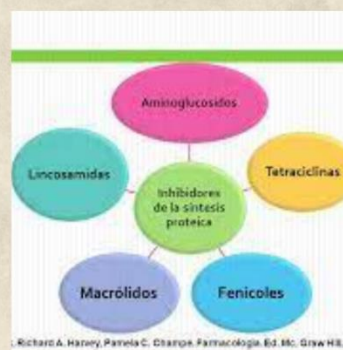 Aminoglucosidos
Lincosamidas
Tetraciclinas
Inhibidores
de la síntesis
proteica
Macrólidos
Fenicoles
. Richard A. Harvey, Pamela C. Champe. Farmacología. Ed. Mc. Graw Hill.